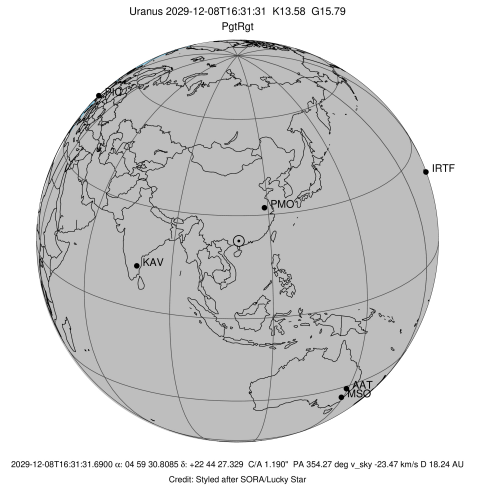 Uranus 2029-12-08T16:31:31 K13.58 G15.79
PgtRgt
PIC
IRTF
PMO
KAV
AAT
MSO
2029-12-08T16:31:31.6900 α: 04 59 30.8085 δ: +22 44 27.329 C/A 1.190" PA 354.27 deg v_sky -23.47 km/s D 18.24 AU
Credit: Styled after SORA/Lucky Star